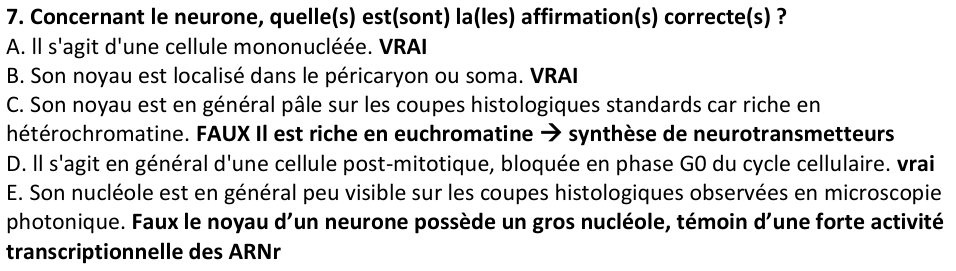 7. Concernant le neurone, quelle(s) est(sont) la(les) affirmation(s) correcte(s) ?
A. Il s'agit d'une cellule mononucléée. VRAI
B. Son noyau est localisé dans le péricaryon ou soma. VRAI
C. Son noyau est en général pâle sur les coupes histologiques standards car riche en
hétérochromatine. FAUX Il est riche en euchromatine → synthèse de neurotransmetteurs
D. Il s'agit en général d'une cellule post-mitotique, bloquée en phase G0 du cycle cellulaire. vrai
E. Son nucléole est en général peu visible sur les coupes histologiques observées en microscopie
photonique. Faux le noyau d’un neurone possède un gros nucléole, témoin d’une forte activité
transcriptionnelle des ARNr